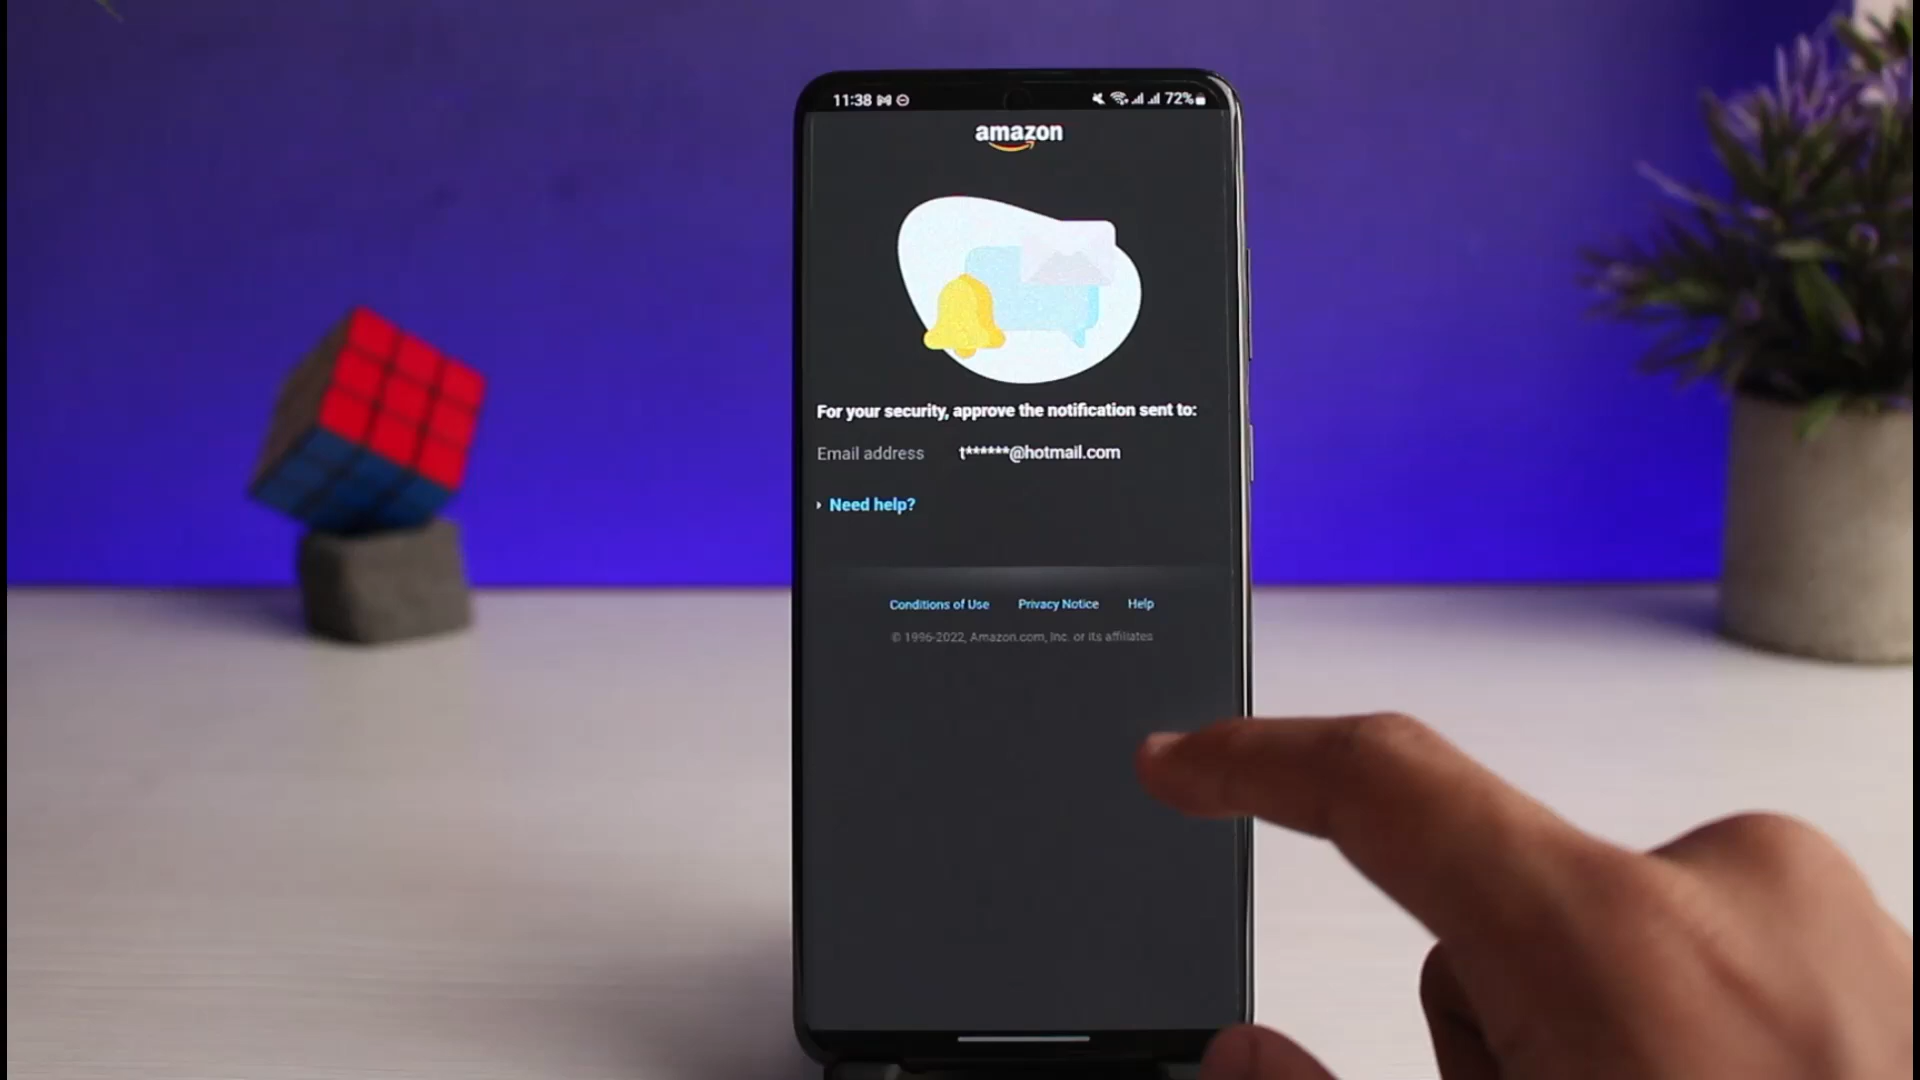 11:38 72%
amazon
For your security, approve the notification sent to:
Email address t******@hotmail.com
Need help?
Conditions of Use Privacy Notice Help
© 1996-2022, Amazon.com, Inc. or its affiliates